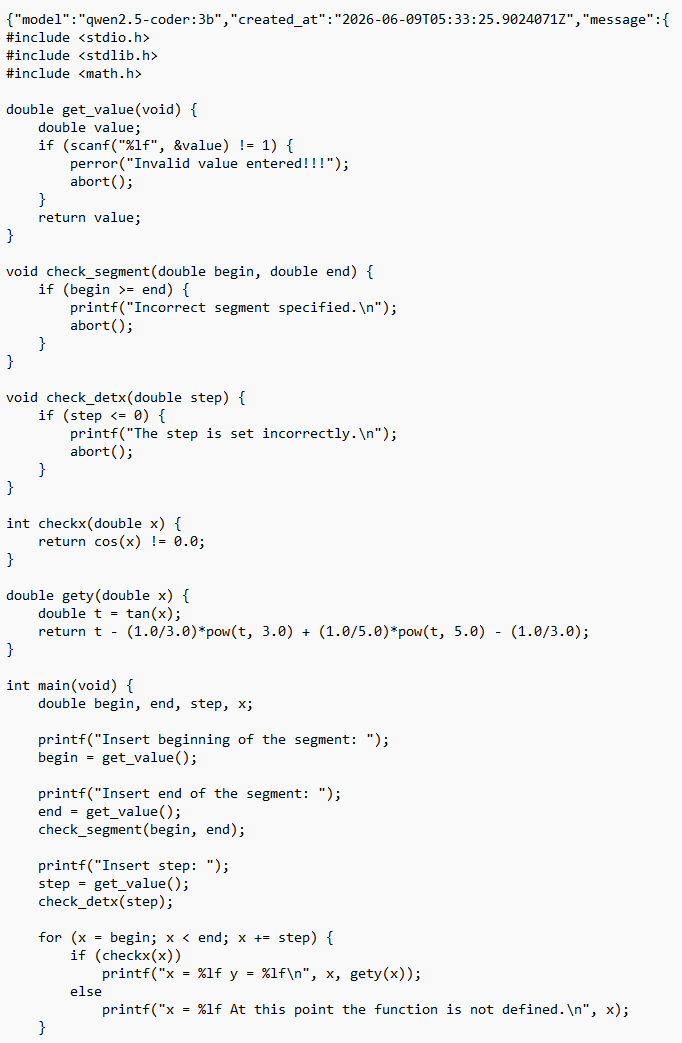 {"model":"qwen2.5-coder:3b","created_at":"2026-06-09T05:33:25.9024071Z","message":{
#include <stdio.h>
#include <stdlib.h>
#include <math.h>

double get_value(void) {
    double value;
    if (scanf("%lf", &value) != 1) {
        perror("Invalid value entered!!!");
        abort();
    }
    return value;
}

void check_segment(double begin, double end) {
    if (begin >= end) {
        printf("Incorrect segment specified.\n");
        abort();
    }
}

void check_detx(double step) {
    if (step <= 0) {
        printf("The step is set incorrectly.\n");
        abort();
    }
}

int checkx(double x) {
    return cos(x) != 0.0;
}

double gety(double x) {
    double t = tan(x);
    return t - (1.0/3.0)*pow(t, 3.0) + (1.0/5.0)*pow(t, 5.0) - (1.0/3.0);
}

int main(void) {
    double begin, end, step, x;

    printf("Insert beginning of the segment: ");
    begin = get_value();

    printf("Insert end of the segment: ");
    end = get_value();
    check_segment(begin, end);

    printf("Insert step: ");
    step = get_value();
    check_detx(step);

    for (x = begin; x < end; x += step) {
        if (checkx(x))
            printf("x = %lf y = %lf\n", x, gety(x));
        else
            printf("x = %lf At this point the function is not defined.\n", x);
    }